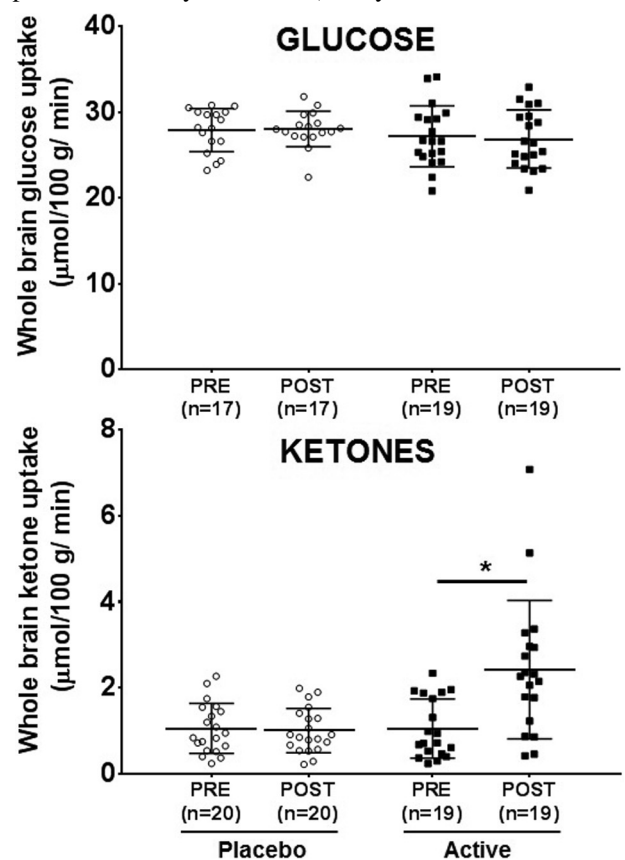 GLUCOSE
Whole brain glucose uptake
(μmol/100 g/ min)
40
30
20
10
0
PRE POST PRE POST
(n=17) (n=17) (n=19) (n=19)
KETONES
Whole brain ketone uptake
(μmol/100 g/ min)
8
6
4
2
0
*
PRE POST PRE POST
(n=20) (n=20) (n=19) (n=19)
Placebo Active